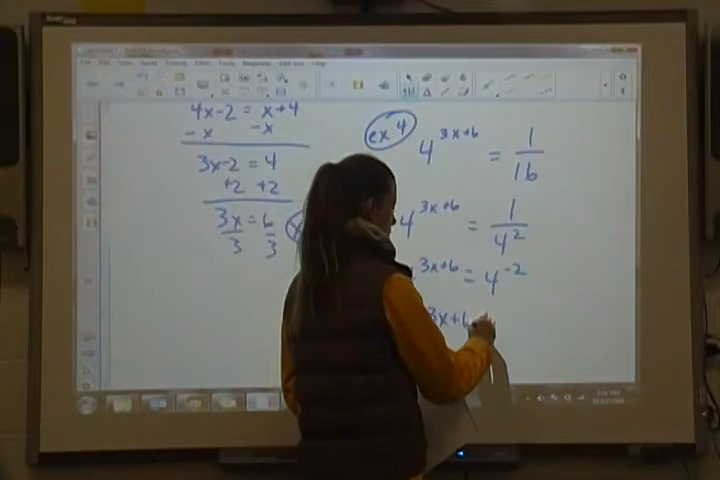 4x-2 = x+4
-x -x
3x-2 = 4
+2 +2
3x = 6
3 3
ex 4
4^(3x+6) = 1/16
4^(3x+6) = 1/4^2
3x+6 = 4^-2
3x+6